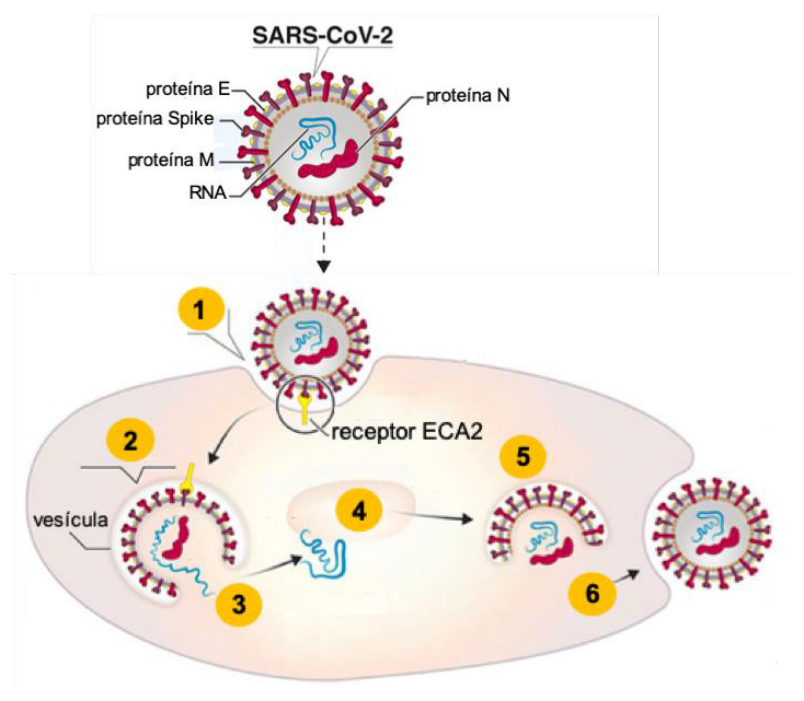 SARS-CoV-2
proteína E
proteína Spike
proteína M
RNA
proteína N
1
receptor ECA2
2
vesícula
3
4
5
6